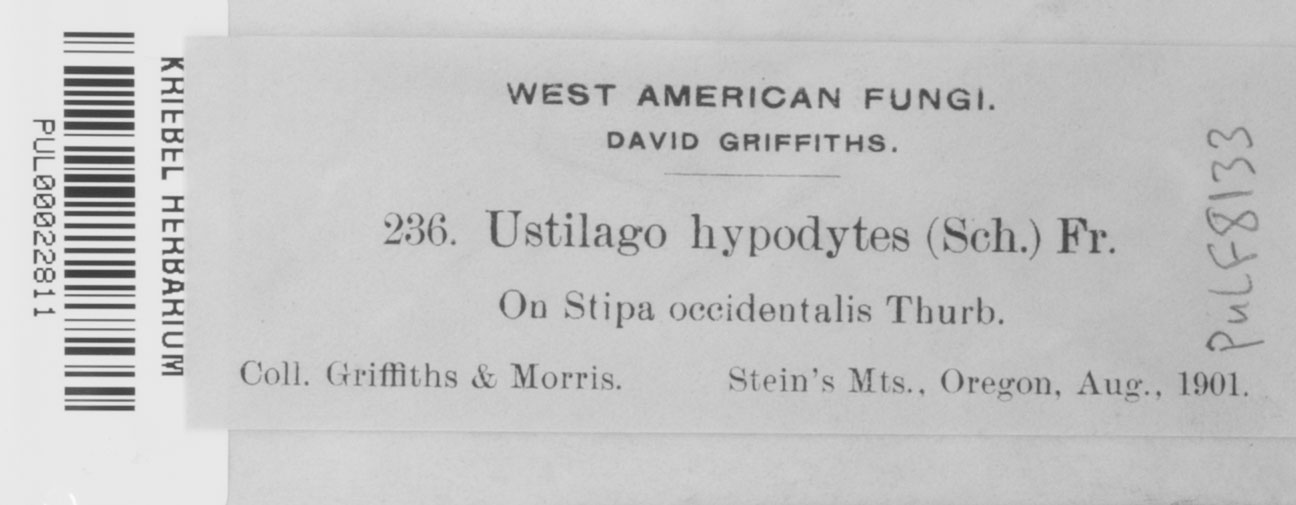 PUL00022811
KRIEBEL HERBARIUM
WEST AMERICAN FUNGI.
DAVID GRIFFITHS.
236. Ustilago hypodytes (Sch.) Fr.
On Stipa occidentalis Thurb.
Coll. Griffiths & Morris. Stein's Mts., Oregon, Aug., 1901.
PuLF8133